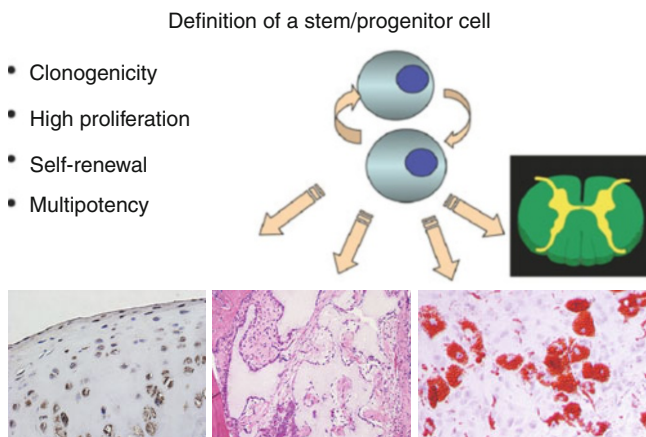 Definition of a stem/progenitor cell
• Clonogenicity
• High proliferation
• Self-renewal
• Multipotency